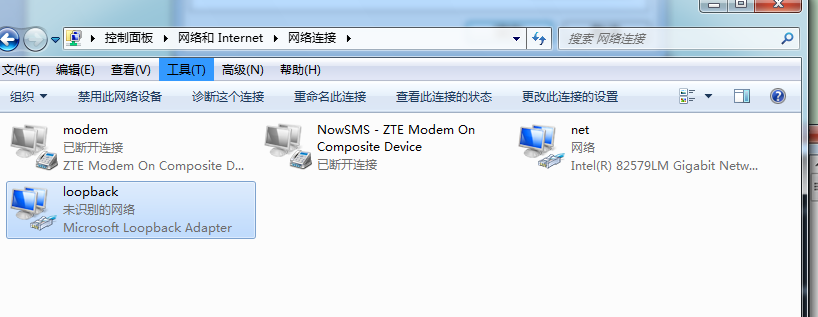 控制面板 网络和 Internet 网络连接 搜索 网络连接
文件(F) 编辑(E) 查看(V) 工具(T) 高级(N) 帮助(H)
组织 禁用此网络设备 诊断这个连接 重命名此连接 查看此连接的状态 更改此连接的设置
modem
已断开连接
ZTE Modem On Composite D...
NowSMS - ZTE Modem On
Composite Device
已断开连接
net
网络
Intel(R) 82579LM Gigabit Netw...
loopback
未识别的网络
Microsoft Loopback Adapter